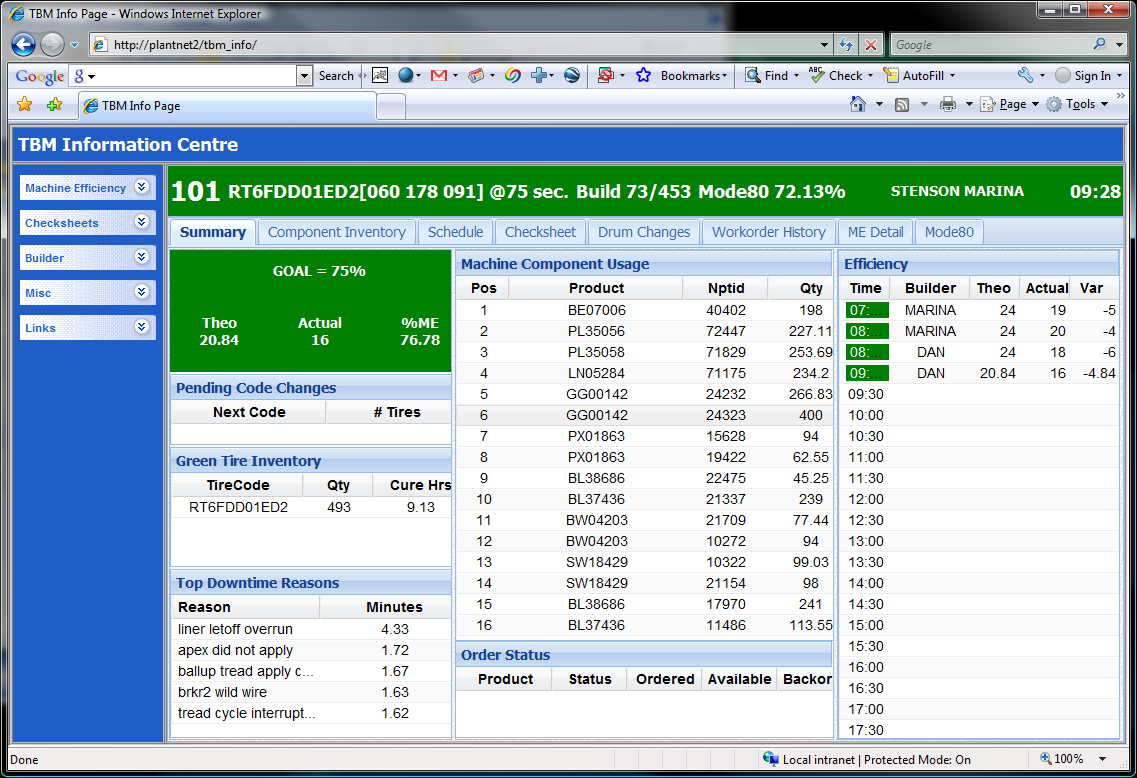 TBM Info Page - Windows Internet Explorer
http://plantnet2/tbm_info/
Google
Google Search Bookmarks Find Check AutoFill Sign In
TBM Info Page
Page Tools
TBM Information Centre
Machine Efficiency
Checksheets
Builder
Misc
Links
101 RT6FDD01ED2[060 178 091] @75 sec. Build 73/453 Mode80 72.13% STENSON MARINA 09:28
Summary Component Inventory Schedule Checksheet Drum Changes Workorder History ME Detail Mode80
GOAL = 75%
Theo Actual %ME
20.84 16 76.78
Pending Code Changes
Next Code # Tires
Green Tire Inventory
TireCode Qty Cure Hrs
RT6FDD01ED2 493 9.13
Top Downtime Reasons
Reason Minutes
liner letoff overrun 4.33
apex did not apply 1.72
ballup tread apply c... 1.67
brkr2 wild wire 1.63
tread cycle interrupt... 1.62
Machine Component Usage
Pos Product Nptid Qty
1 BE07006 40402 198
2 PL35056 72447 227.11
3 PL35058 71829 253.69
4 LN05284 71175 234.2
5 GG00142 24232 266.83
6 GG00142 24323 400
7 PX01863 15628 94
8 PX01863 19422 62.55
9 BL38686 22475 45.25
10 BL37436 21337 239
11 BW04203 21709 77.44
12 BW04203 10272 94
13 SW18429 10322 99.03
14 SW18429 21154 98
15 BL38686 17970 241
16 BL37436 11486 113.55
Order Status
Product Status Ordered Available Backor
Efficiency
Time Builder Theo Actual Var
07:... MARINA 24 19 -5
08:... MARINA 24 20 -4
08:... DAN 24 18 -6
09:... DAN 20.84 16 -4.84
09:30
10:00
10:30
11:00
11:30
12:00
12:30
13:00
13:30
14:00
14:30
15:00
15:30
16:00
16:30
17:00
17:30
Done Local intranet | Protected Mode: On 100%